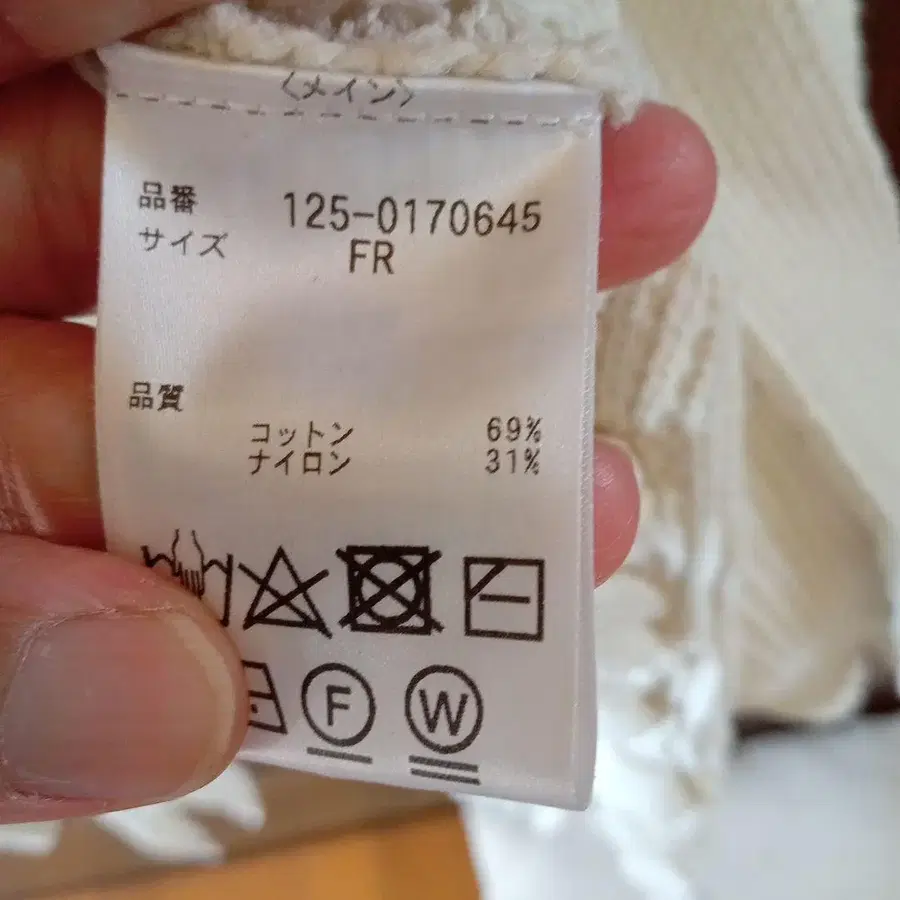 〈メイン〉
品番 125-0170645
サイズ FR
品質
コットン 69%
ナイロン 31%
F W